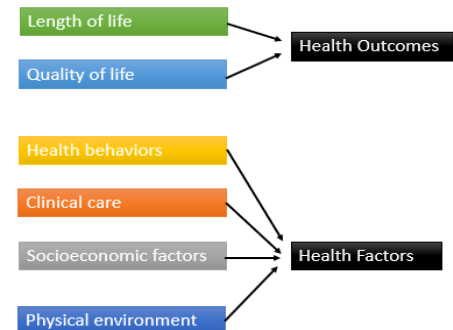 Length of life
Health Outcomes
Quality of life
Health behaviors
Clinical care
Socioeconomic factors
Health Factors
Physical environment